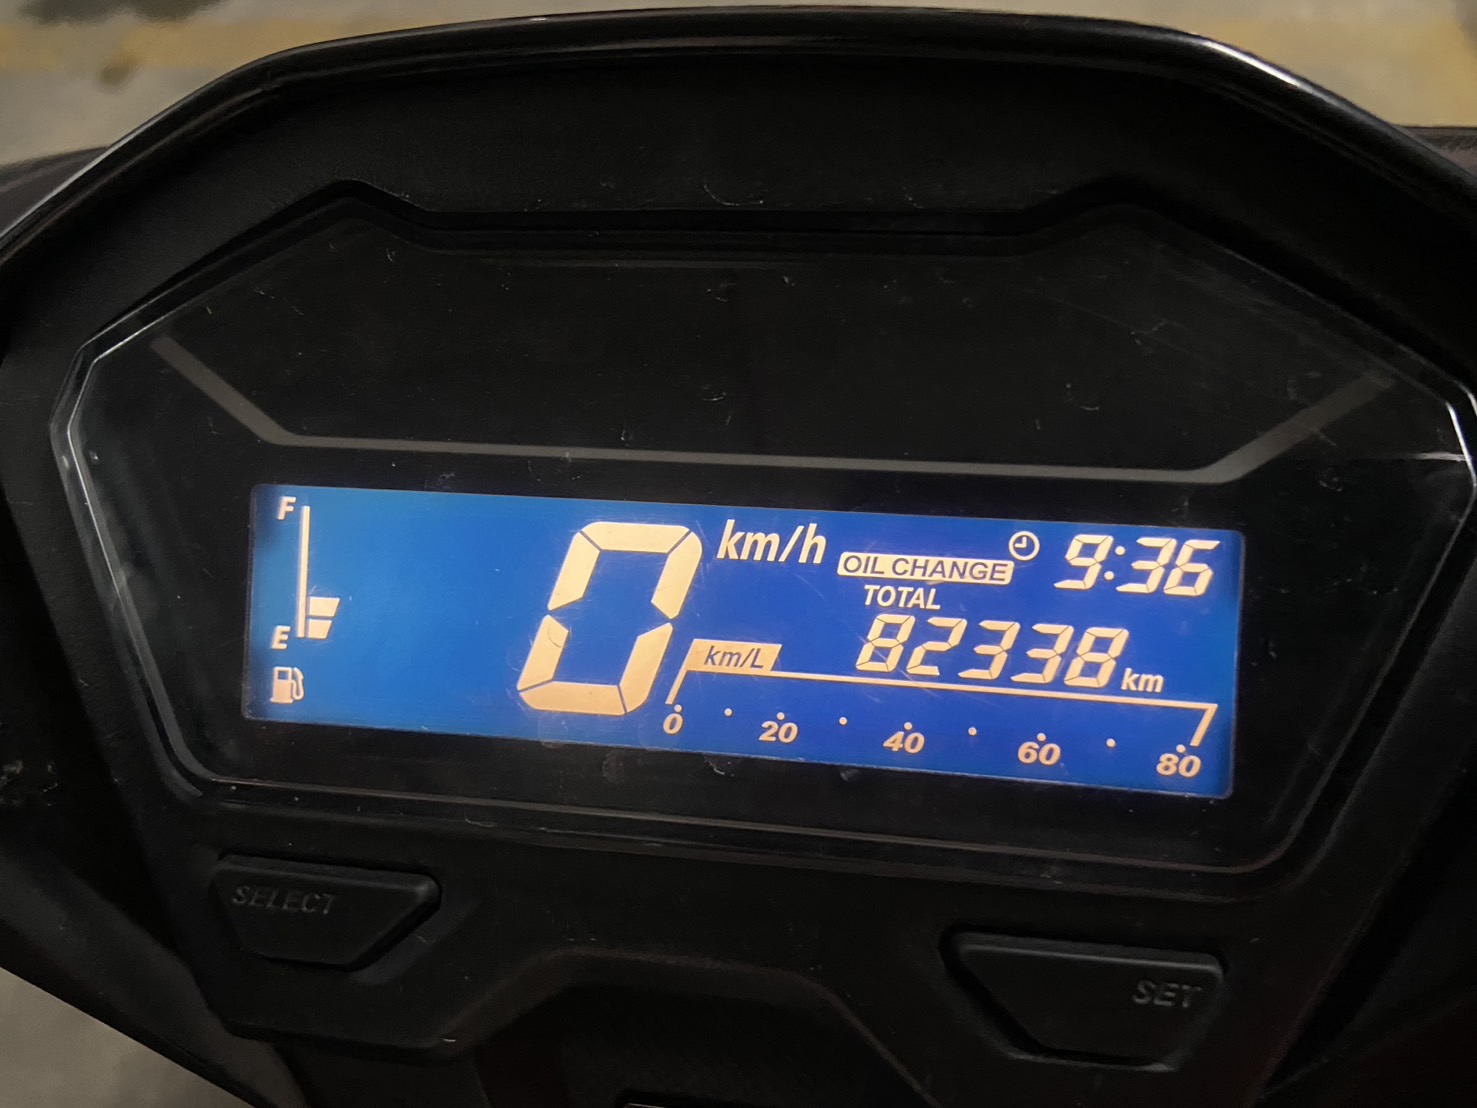 F
E
0 km/h
OIL CHANGE
9:36
TOTAL
82338 km
km/L
0 20 40 60 80
SELECT
SET